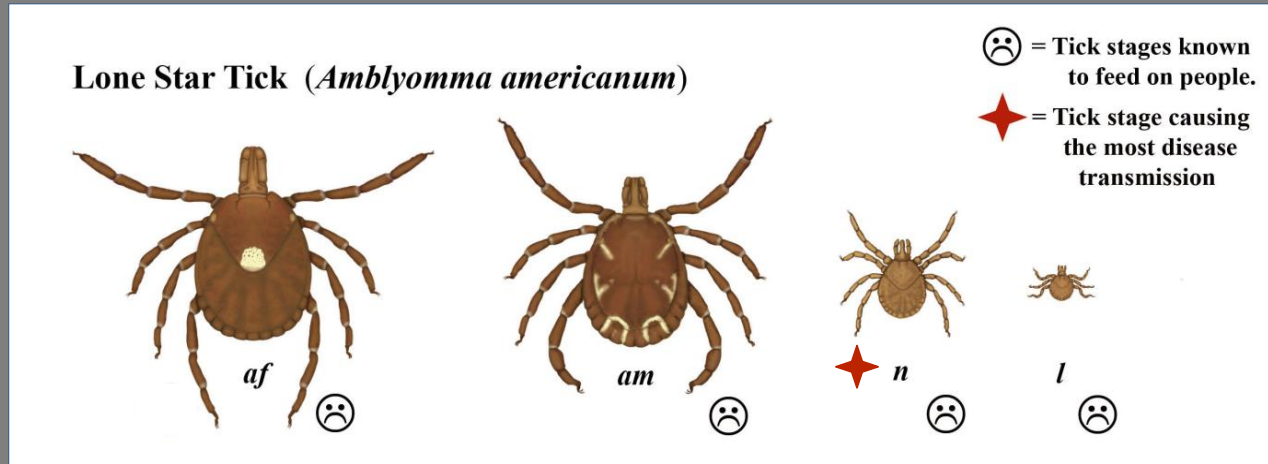 Lone Star Tick (Amblyomma americanum)
= Tick stages known
to feed on people.
= Tick stage causing
the most disease
transmission
af
am
n
l